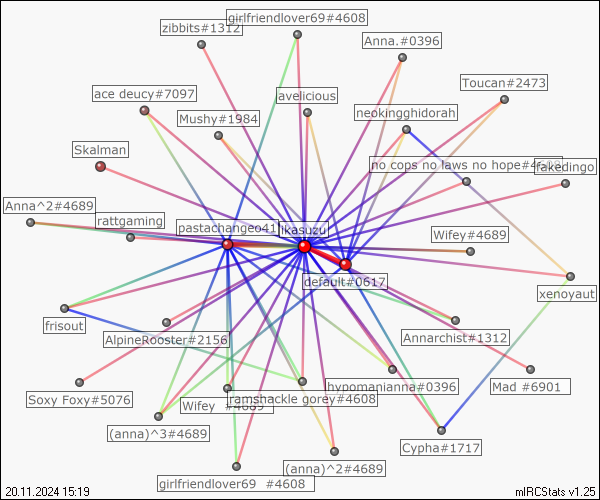 girlfriendlover69#4608
zibbits#1312
Anna.#0396
Toucan#2473
ace deucy#7097
avelicious
neokingghidorah
Mushy#1984
Skalman
no cops no laws no hope#4
fakedingo
Anna^2#4689
rattgaming
pastachangeo41
ikasuzu
Wifey#4689
default#0617
xenoyaut
frisout
AlpineRooster#2156
Annarchist#1312
hypomanianna#0396
Mad #6901
Soxy Foxy#5076
Wifey #4689
ramshackle gorey#4608
(anna)^3#4689
Cypha#1717
(anna)^2#4689
girlfriendlover69 #4608
20.11.2024 15:19
mIRCStats v1.25